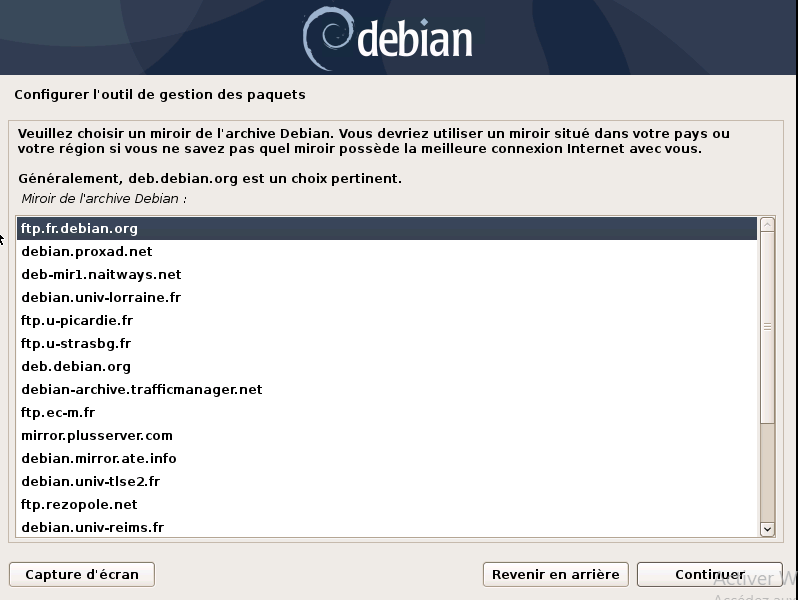 debian
Configurer l'outil de gestion des paquets
Veuillez choisir un miroir de l'archive Debian. Vous devriez utiliser un miroir situé dans votre pays ou
votre région si vous ne savez pas quel miroir possède la meilleure connexion Internet avec vous.
Généralement, deb.debian.org est un choix pertinent.
Miroir de l'archive Debian :
ftp.fr.debian.org
debian.proxad.net
deb-mir1.naitways.net
debian.univ-lorraine.fr
ftp.u-picardie.fr
ftp.u-strasbg.fr
deb.debian.org
debian-archive.trafficmanager.net
ftp.ec-m.fr
mirror.plusserver.com
debian.mirror.ate.info
debian.univ-tlse2.fr
ftp.rezopole.net
debian.univ-reims.fr
Capture d'écran
Revenir en arrière
Continuer
Activer W
Accédez aux